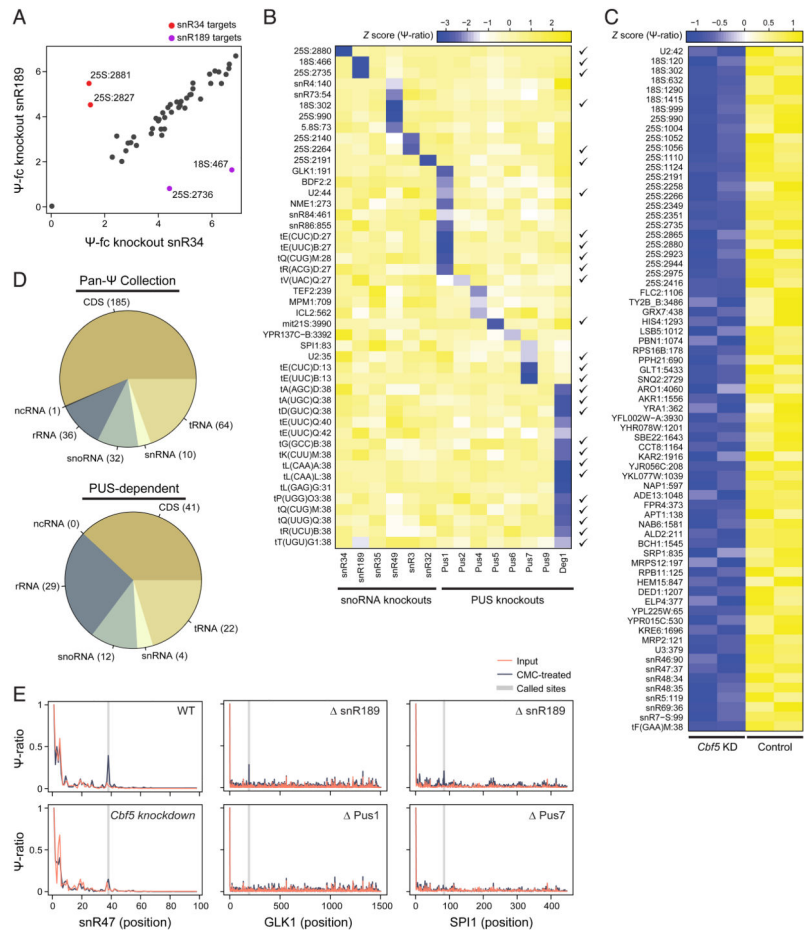 A
snR34 targets
snR189 targets
Ψ-fc knockout snR189
6
4
2
0
25S:2881
25S:2827
18S:467
25S:2736
0
2
4
6
Ψ-fc knockout snR34
B
Z score (Ψ-ratio)
−3 −2 −1 0 1 2 3
25S:2880 ✓
18S:466 ✓
25S:2735 ✓
snR4:140
snR73:54
18S:302 ✓
25S:990
5.8S:73
25S:2140
25S:2264 ✓
25S:2191 ✓
GLK1:191
BDF2:2
U2:44 ✓
NME1:273
snR84:461
snR86:855
tE(CUC)D:27 ✓
tE(UUC)B:27 ✓
tQ(CUG)M:28 ✓
tR(ACG)D:27 ✓
tV(UAC)Q:27 ✓
TEF2:239
MPM1:709
ICL2:562
mit21S:3990 ✓
YPR137C−B:3392
SPI1:83
U2:35 ✓
tE(CUC)D:13 ✓
tE(UUC)B:13 ✓
tA(AGC)D:38 ✓
tA(UGC)Q:38 ✓
tD(GUC)Q:38 ✓
tE(UUC)Q:40
tE(UUC)Q:42
tG(GCC)B:38 ✓
tK(CUU)M:38 ✓
tL(CAA)A:38 ✓
tL(CAA)L:38 ✓
tL(GAG)G:31
tP(UGG)O3:38 ✓
tQ(CUG)M:38 ✓
tQ(UUG)Q:38 ✓
tR(UCU)B:38 ✓
tT(UGU)G1:38 ✓
snR34
snR189
snR35
snR49
snR3
snR32
Pus1
Pus2
Pus4
Pus5
Pus6
Pus7
Pus9
Deg1
snoRNA knockouts
PUS knockouts
C
Z score (Ψ-ratio)
−1 −0.5 0 0.5 1
U2:42
18S:120
18S:302
18S:632
18S:1290
18S:1415
18S:999
25S:990
25S:1004
25S:1052
25S:1056
25S:1110
25S:1124
25S:2191
25S:2258
25S:2266
25S:2349
25S:2351
25S:2735
25S:2865
25S:2880
25S:2923
25S:2944
25S:2975
25S:2416
FLC2:1106
TY2B_B:3486
GRX7:438
HIS4:1293
LSB5:1012
PBN1:1074
RPS16B:178
PPH21:690
GLT1:5433
SNQ2:2729
ARO1:4060
AKR1:1556
YRA1:362
YFL002W−A:3930
YHR078W:1201
SBE22:1643
CCT8:1164
KAR2:1916
YJR056C:208
YKL077W:1039
NAP1:597
ADE13:1048
FPR4:373
APT1:138
NAB6:1581
ALD2:211
BCH1:1545
SRP1:835
MRPS12:197
RPB11:125
HEM15:847
DED1:1207
ELP4:377
YPL225W:65
YPR015C:530
KRE6:1696
MRP2:121
U3:379
snR46:90
snR47:37
snR48:34
snR48:35
snR5:119
snR69:36
snR7−S:99
tF(GAA)M:38
Cbf5 KD
Control
D
Pan-Ψ Collection
CDS (185)
ncRNA (1)
rRNA (36)
snoRNA (32)
snRNA (10)
tRNA (64)
PUS-dependent
ncRNA (0)
CDS (41)
rRNA (29)
snoRNA (12)
snRNA (4)
tRNA (22)
E
Input
CMC-treated
Called sites
Ψ-ratio
1
0.5
0
WT
Δ snR189
Δ snR189
Ψ-ratio
1
0.5
0
Cbf5 knockdown
Δ Pus1
Δ Pus7
0 20 40 60 80 100
0 500 1000 1500
0 200 400
snR47 (position)
GLK1 (position)
SPI1 (position)